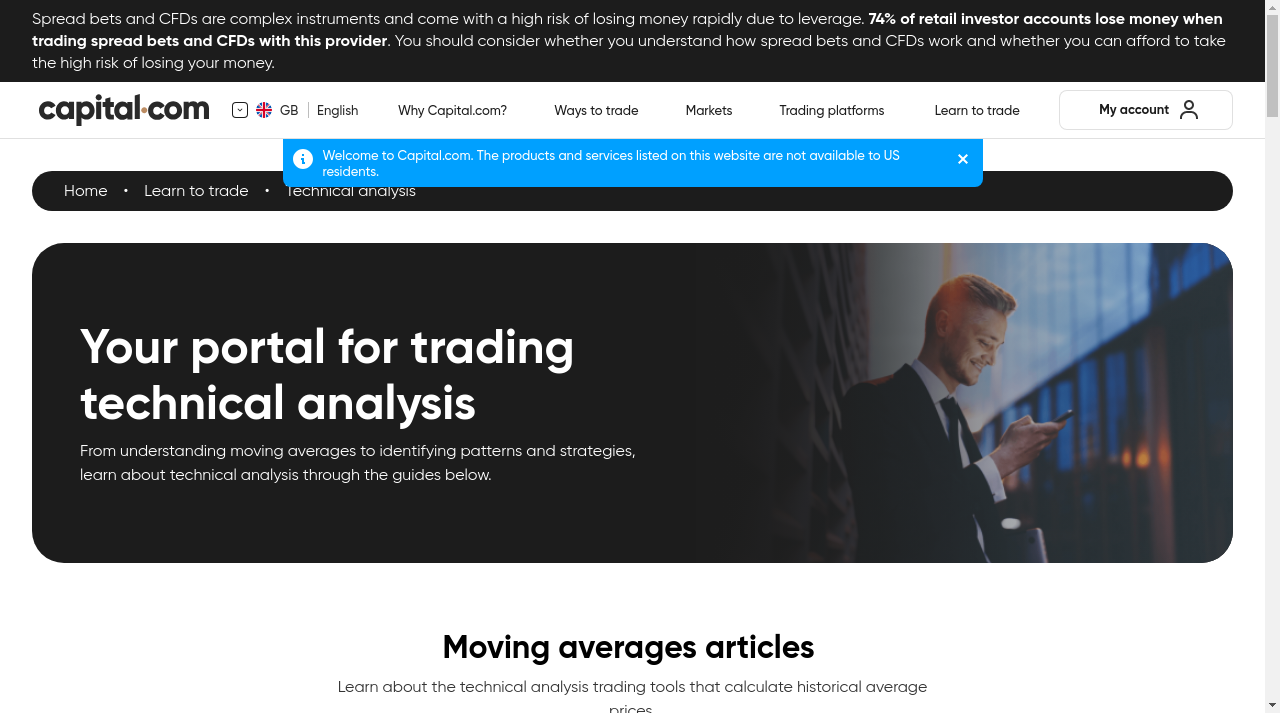 Spread bets and CFDs are complex instruments and come with a high risk of losing money rapidly due to leverage. 74% of retail investor accounts lose money when
trading spread bets and CFDs with this provider. You should consider whether you understand how spread bets and CFDs work and whether you can afford to take
the high risk of losing your money.
capital.com
GB
English
Why Capital.com?
Ways to trade
Markets
Trading platforms
Learn to trade
My account
Welcome to Capital.com. The products and services listed on this website are not available to US
residents.
Home • Learn to trade • Technical analysis
Your portal for trading
technical analysis
From understanding moving averages to identifying patterns and strategies,
learn about technical analysis through the guides below.
Moving averages articles
Learn about the technical analysis trading tools that calculate historical average
prices